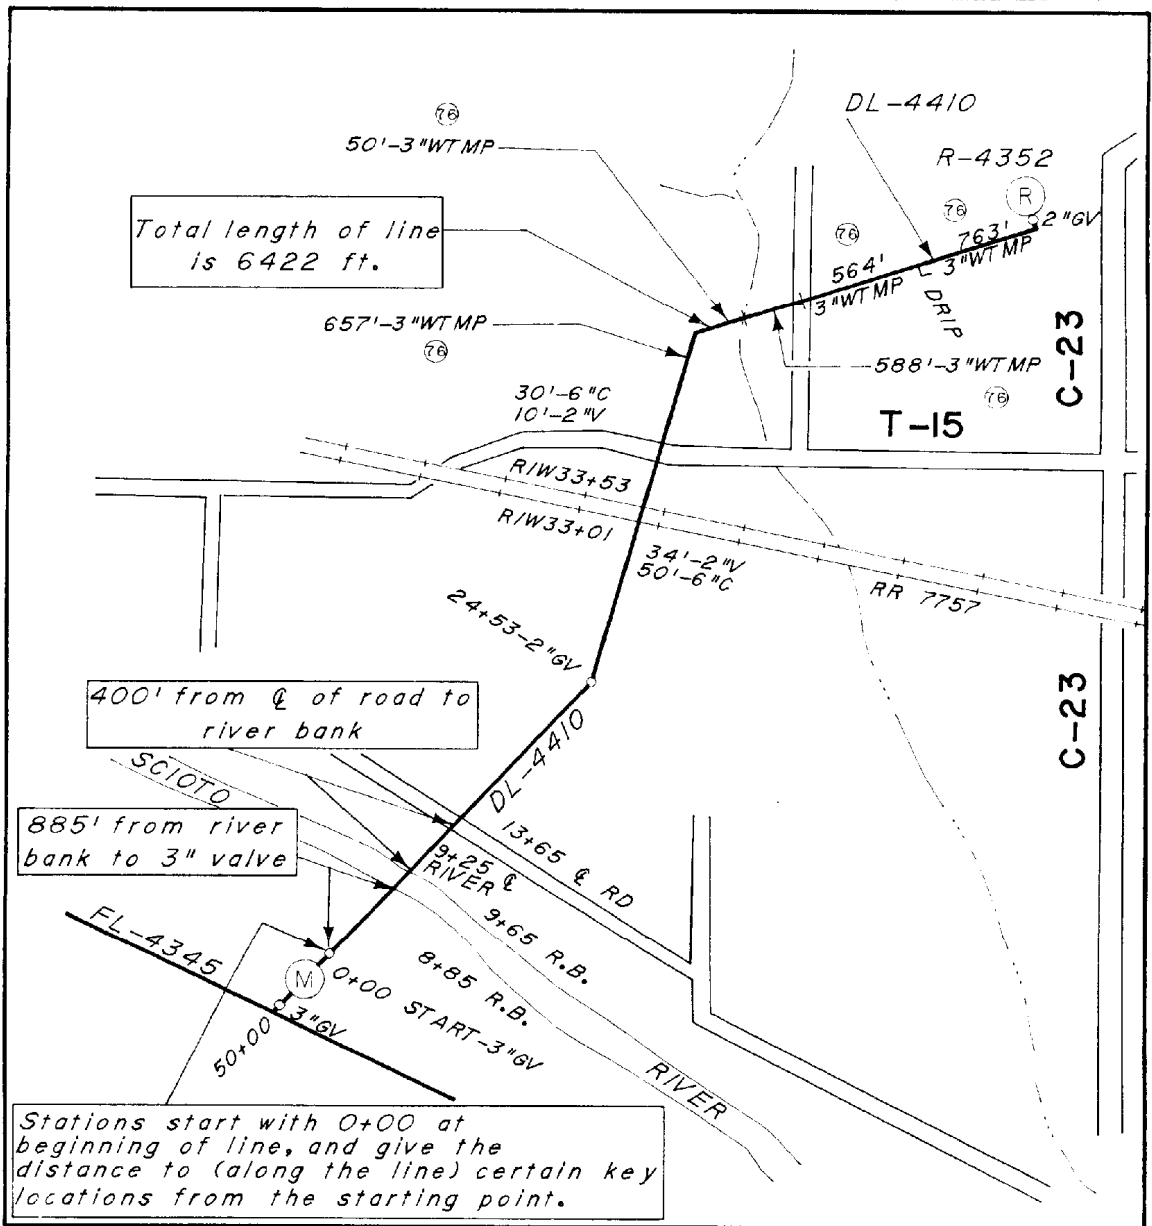 DL-4410
76
50'-3"WTMP
R-4352
R
76
2"GV
76
763'
3"WTMP
564'
3"WTMP
DRIP
Total length of line
is 6422 ft.
657'-3"WTMP
76
588'-3"WTMP
76
C-23
T-15
30'-6"C
10'-2"V
R/W33+53
R/W33+01
34'-2"V
50'-6"C
RR 7757
24+53-2"GV
C-23
400' from ℄ of road to
river bank
DL-4410
SCIOTO
885' from river
bank to 3" valve
13+65 ℄ RD
9+25 ℄
RIVER
9+65 R.B.
8+85 R.B.
FL-4345
M
0+00 START-3"GV
3"GV
50+00
RIVER
Stations start with 0+00 at
beginning of line, and give the
distance to (along the line) certain key
locations from the starting point.